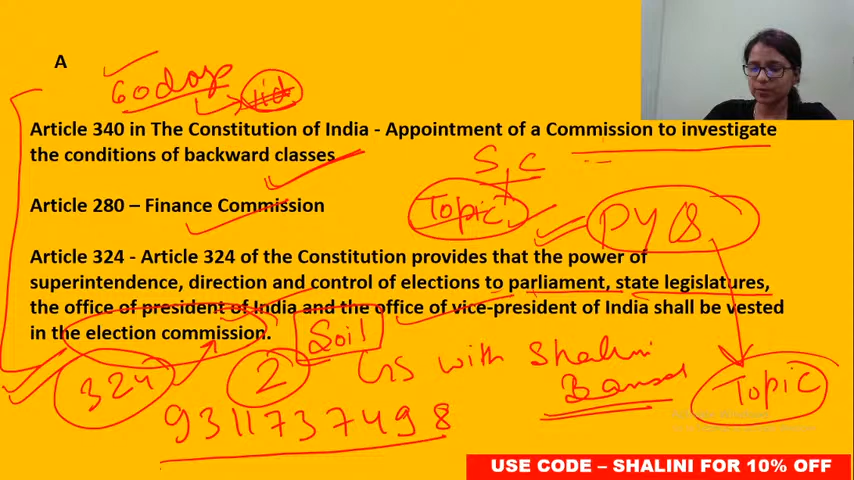 A
60 days
Article 340 in The Constitution of India - Appointment of a Commission to investigate
the conditions of backward classes
S C
Article 280 – Finance Commission
Topic PYQ
Article 324 - Article 324 of the Constitution provides that the power of
superintendence, direction and control of elections to parliament, state legislatures,
the office of president of India and the office of vice-president of India shall be vested
in the election commission.
Soil
324 2 GS with Shalini
Bansal Topic
9311737498
USE CODE – SHALINI FOR 10% OFF